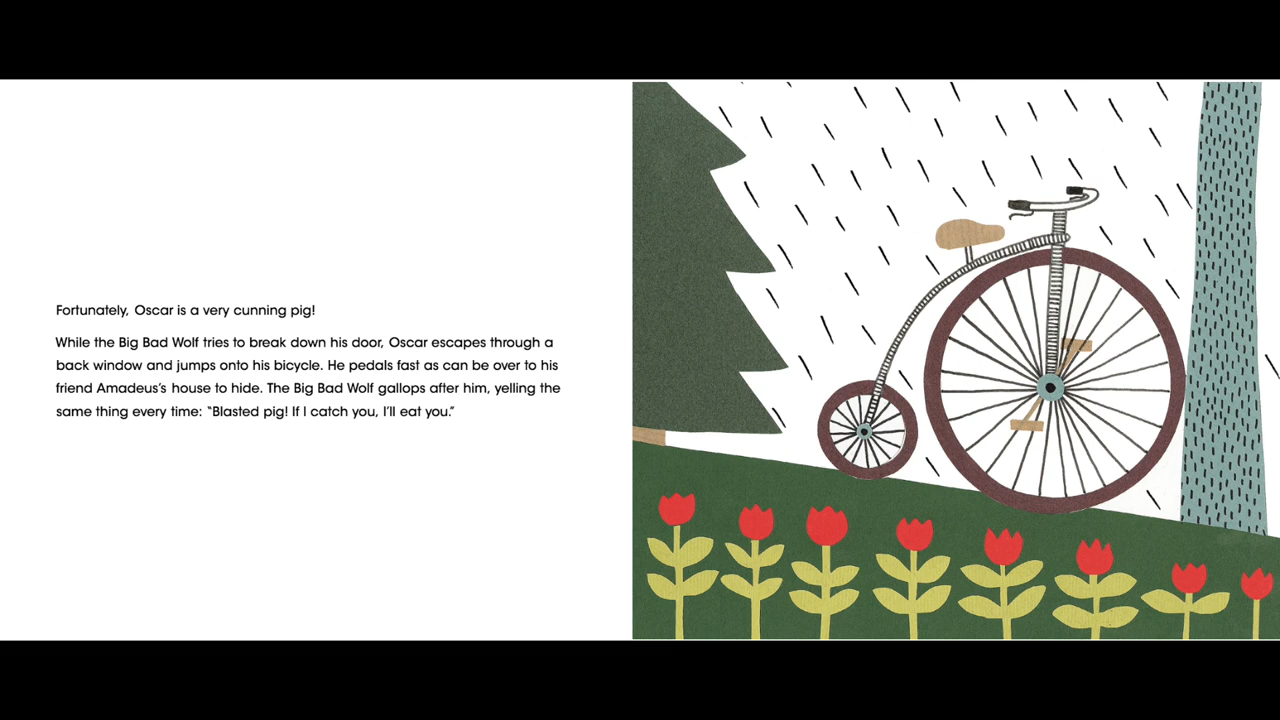 Fortunately, Oscar is a very cunning pig!
While the Big Bad Wolf tries to break down his door, Oscar escapes through a
back window and jumps onto his bicycle. He pedals fast as can be over to his
friend Amadeus's house to hide. The Big Bad Wolf gallops after him, yelling the
same thing every time: “Blasted pig! If I catch you, I'll eat you.”